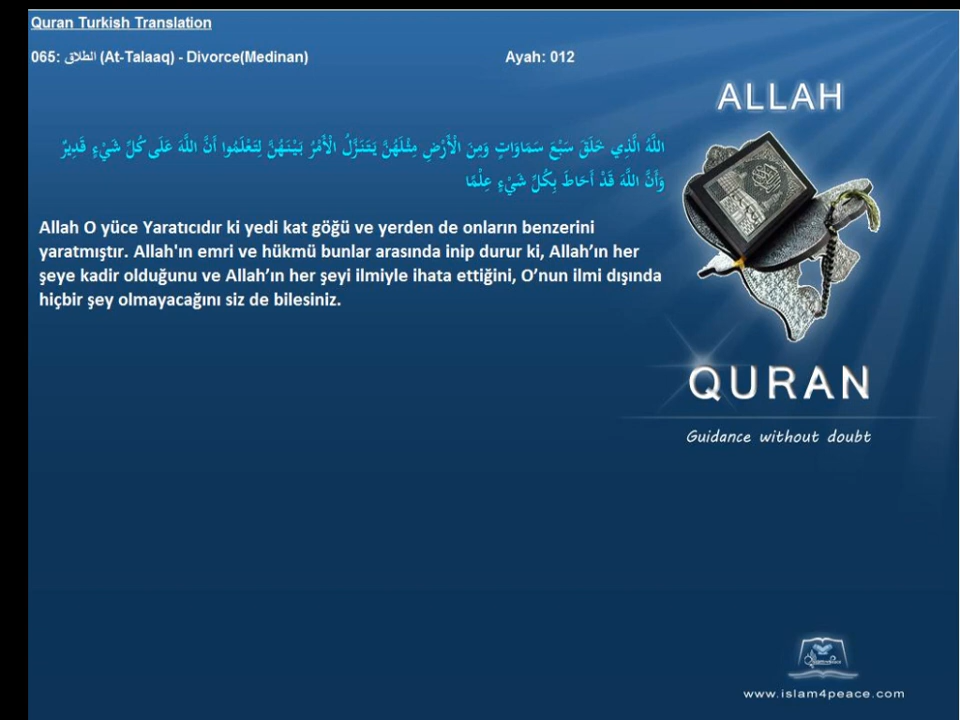 Quran Turkish Translation
065: الطلاق (At-Talaaq) - Divorce(Medinan) Ayah: 012
ALLAH
اللَّهُ الَّذِي خَلَقَ سَبْعَ سَمَاوَاتٍ وَمِنَ الْأَرْضِ مِثْلَهُنَّ يَتَنَزَّلُ الْأَمْرُ بَيْنَهُنَّ لِتَعْلَمُوا أَنَّ اللَّهَ عَلَى كُلِّ شَيْءٍ قَدِيرٌ
وَأَنَّ اللَّهَ قَدْ أَحَاطَ بِكُلِّ شَيْءٍ عِلْمًا
Allah O yüce Yaratıcıdır ki yedi kat göğü ve yerden de onların benzerini
yaratmıştır. Allah'ın emri ve hükmü bunlar arasında inip durur ki, Allah’ın her
şeye kadir olduğunu ve Allah’ın her şeyi ilmiyle ihata ettiğini, O’nun ilmi dışında
hiçbir şey olmayacağını siz de bilesiniz.
QURAN
Guidance without doubt
www.islam4peace.com